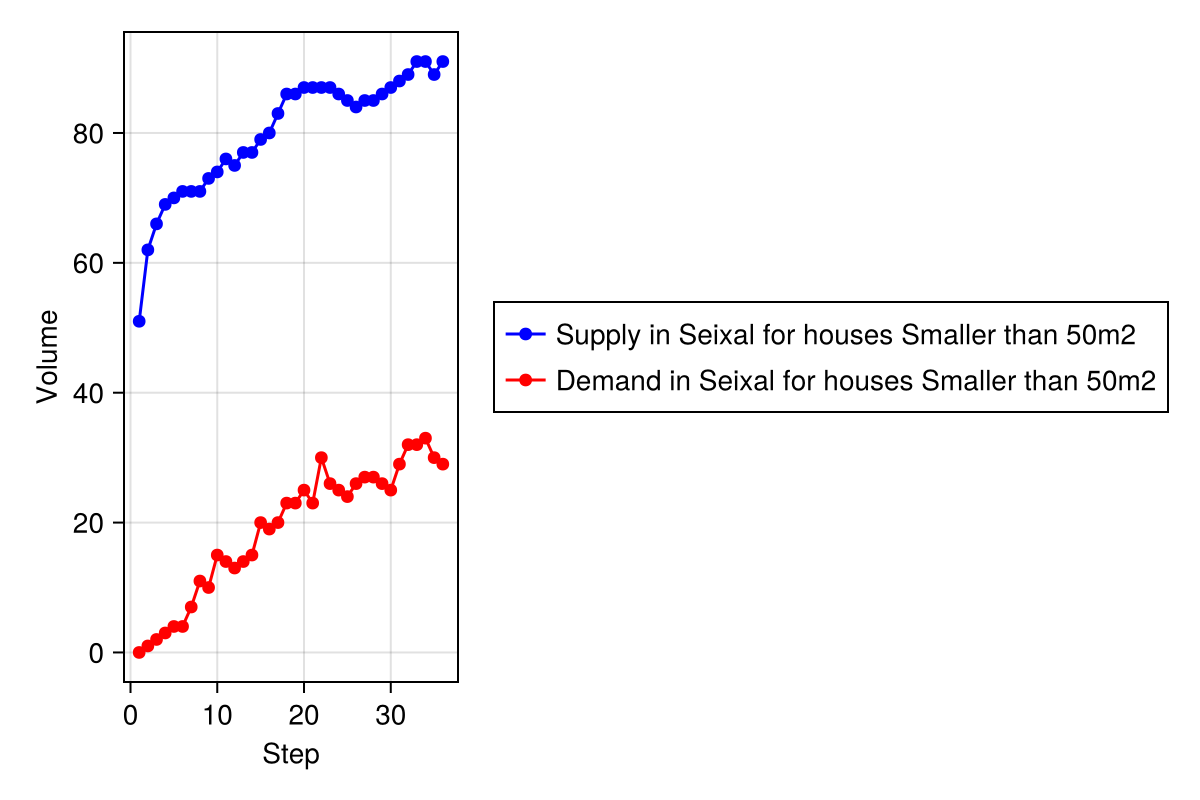 80
60
40
20
0
Volume
0 10 20 30
Step
Supply in Seixal for houses Smaller than 50m2
Demand in Seixal for houses Smaller than 50m2